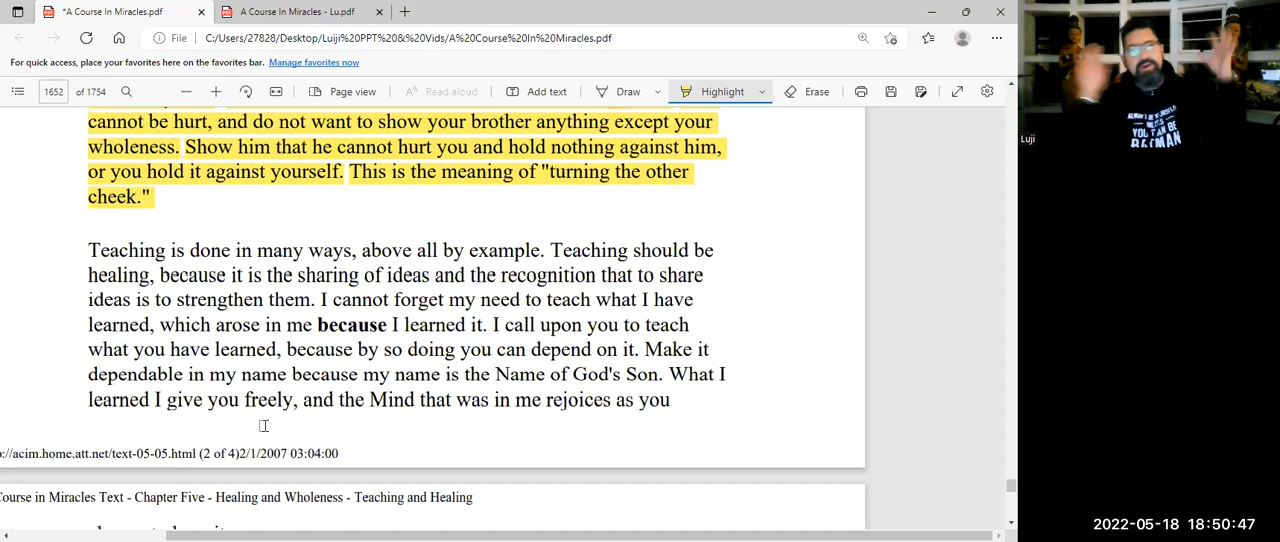 *A Course In Miracles.pdf
A Course In Miracles - Lu.pdf
File
C:/Users/27828/Desktop/Luiji%20PPT%20&%20Vids/A%20Course%20In%20Miracles.pdf
For quick access, place your favorites here on the favorites bar. Manage favorites now
1652 of 1754
Page view
Read aloud
Add text
Draw
Highlight
Erase
cannot be hurt, and do not want to show your brother anything except your
wholeness. Show him that he cannot hurt you and hold nothing against him,
or you hold it against yourself. This is the meaning of "turning the other
cheek."
Teaching is done in many ways, above all by example. Teaching should be
healing, because it is the sharing of ideas and the recognition that to share
ideas is to strengthen them. I cannot forget my need to teach what I have
learned, which arose in me because I learned it. I call upon you to teach
what you have learned, because by so doing you can depend on it. Make it
dependable in my name because my name is the Name of God's Son. What I
learned I give you freely, and the Mind that was in me rejoices as you
://acim.home.att.net/text-05-05.html (2 of 4)2/1/2007 03:04:00
Course in Miracles Text - Chapter Five - Healing and Wholeness - Teaching and Healing
Luji
YOU CAN BE
BATMAN
2022-05-18 18:50:47